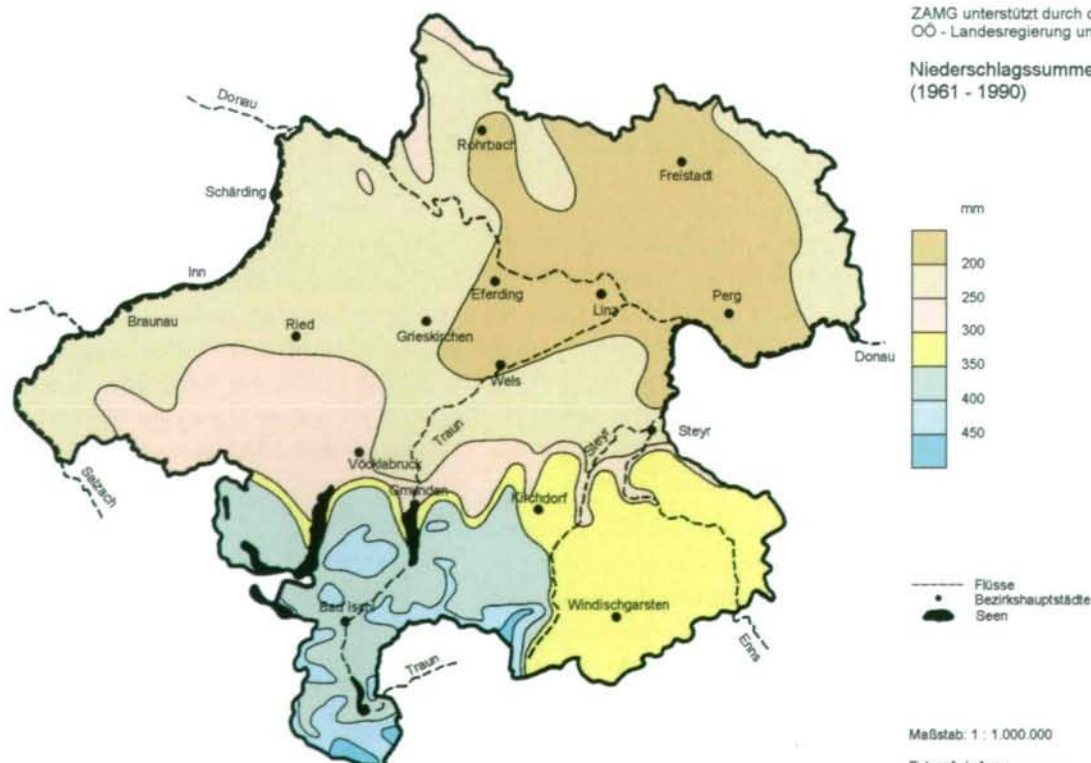 ZAMG unterstützt durch
OÖ - Landesregierung
Niederschlagssumme
(1961 - 1990)
Donau
Rohrbach
Freistadt
Schärding
mm
200
250
300
350
400
450
Inn
Eferding
Linz
Perg
Braunau
Ried
Grieskirchen
Donau
Wels
Traun
Steyr
Steyr
Vöcklabruck
Salzach
Gmunden
Kirchdorf
Flüsse
Bezirkshauptstädte
Seen
Bad Ischl
Windischgarsten
Enns
Traun
Maßstab: 1 : 1.000.000